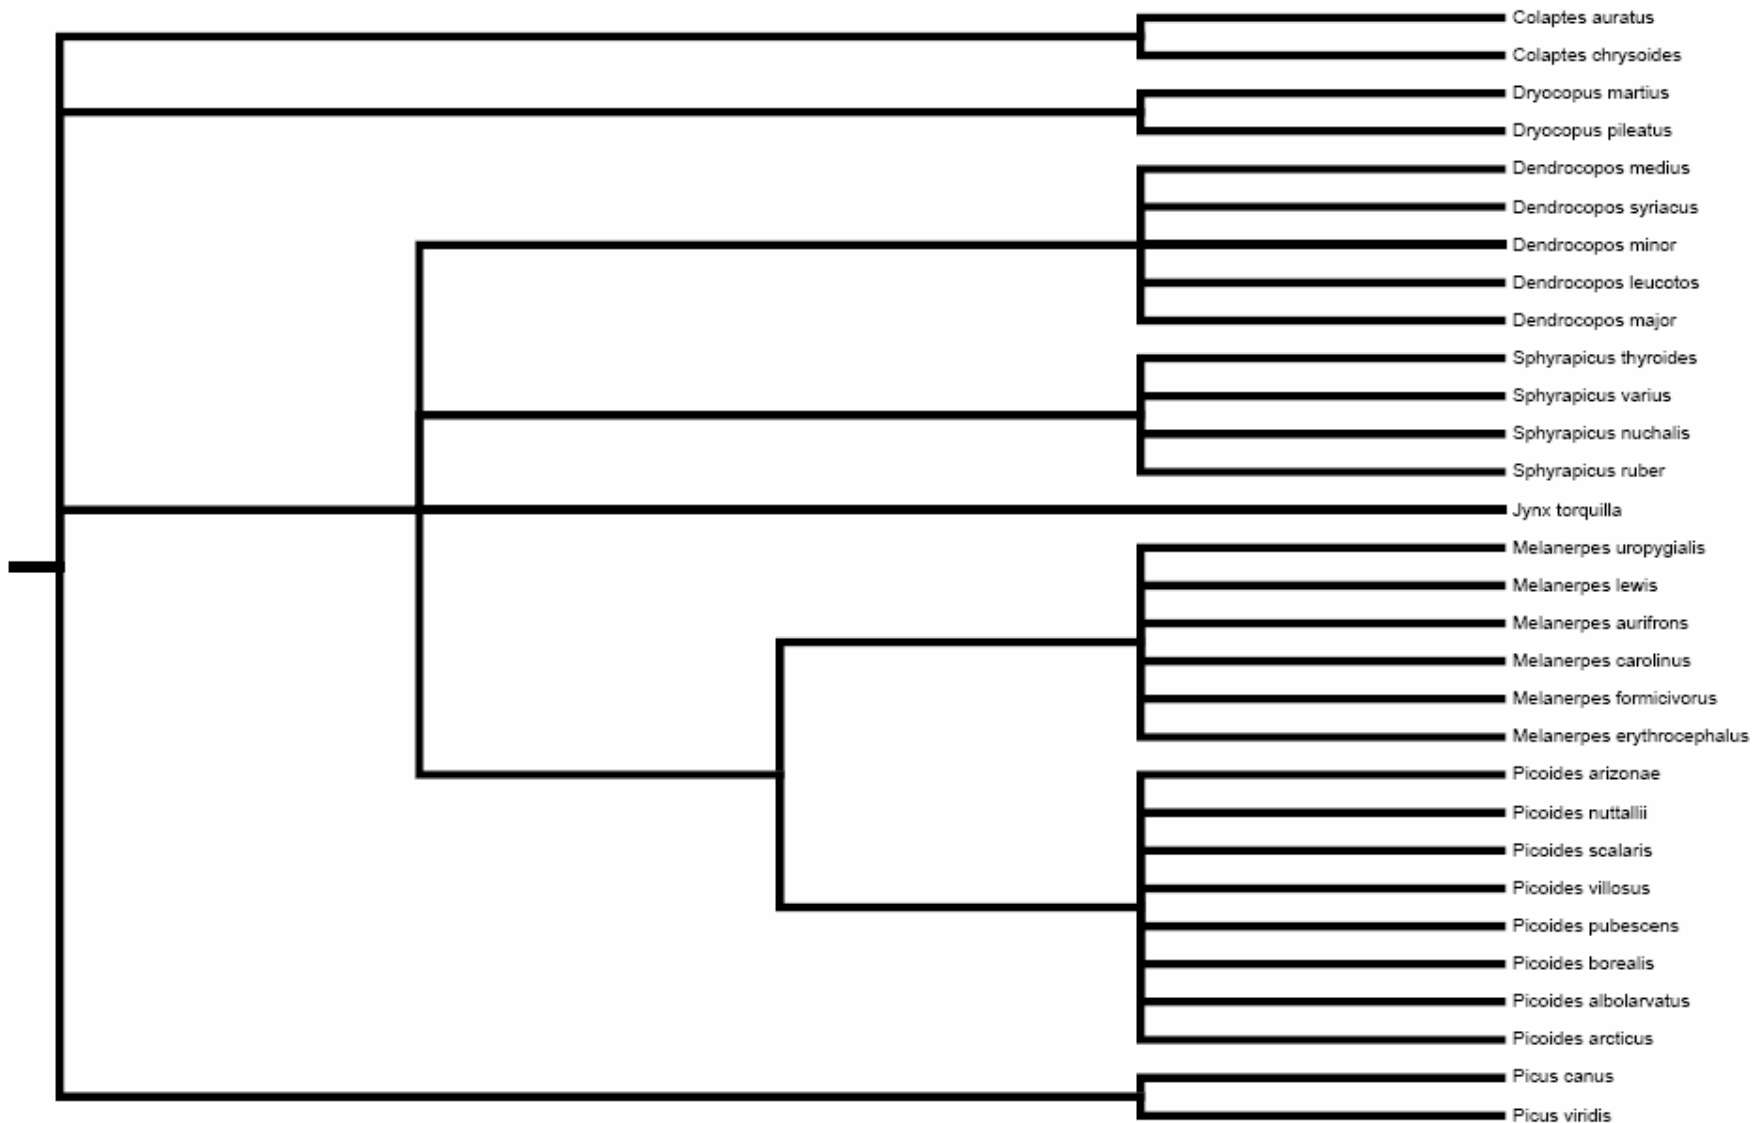 Colaptes auratus
Colaptes chrysoides
Dryocopus martius
Dryocopus pileatus
Dendrocopos medius
Dendrocopos syriacus
Dendrocopos minor
Dendrocopos leucotos
Dendrocopos major
Sphyrapicus thyroides
Sphyrapicus varius
Sphyrapicus nuchalis
Sphyrapicus ruber
Jynx torquilla
Melanerpes uropygialis
Melanerpes lewis
Melanerpes aurifrons
Melanerpes carolinus
Melanerpes formicivorus
Melanerpes erythrocephalus
Picoides arizonae
Picoides nuttallii
Picoides scalaris
Picoides villosus
Picoides pubescens
Picoides borealis
Picoides albolarvatus
Picoides arcticus
Picus canus
Picus viridis